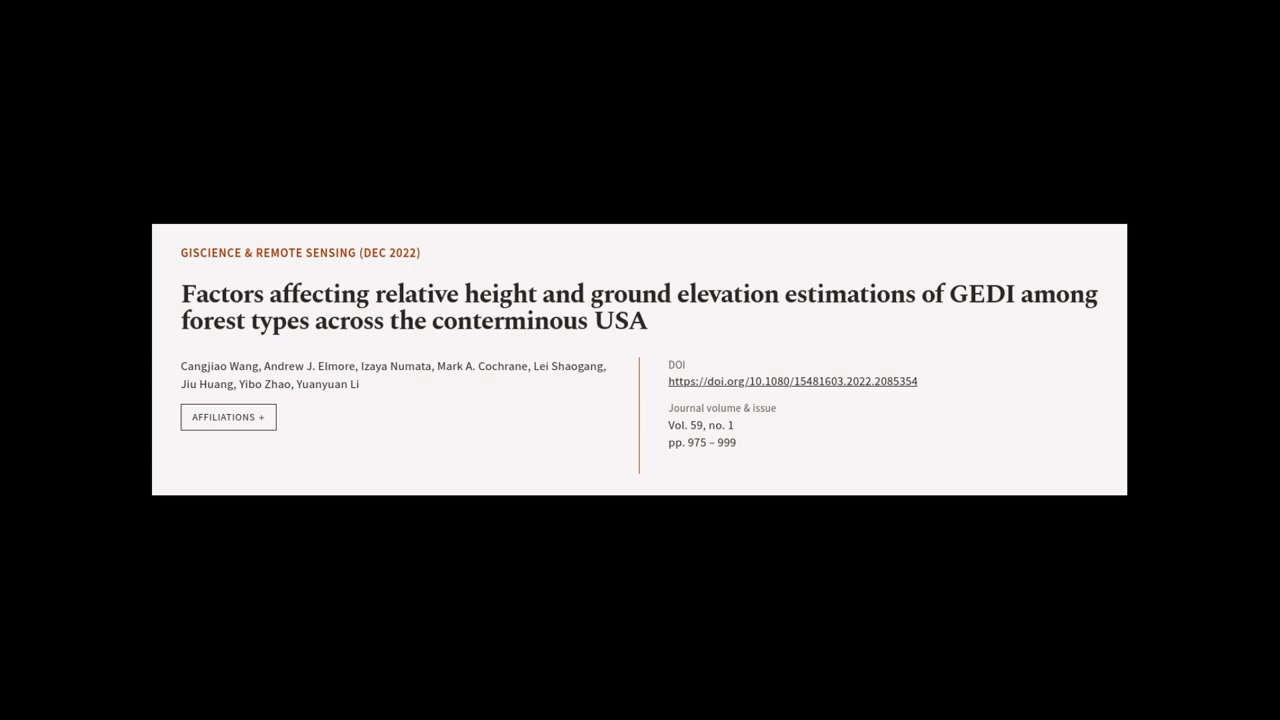 GISCIENCE & REMOTE SENSING (DEC 2022)
Factors affecting relative height and ground elevation estimations of GEDI among
forest types across the conterminous USA
Cangjiao Wang, Andrew J. Elmore, Izaya Numata, Mark A. Cochrane, Lei Shaogang,
Jiu Huang, Yibo Zhao, Yuanyuan Li
AFFILIATIONS +
DOI
https://doi.org/10.1080/15481603.2022.2085354
Journal volume & issue
Vol. 59, no. 1
pp. 975 – 999